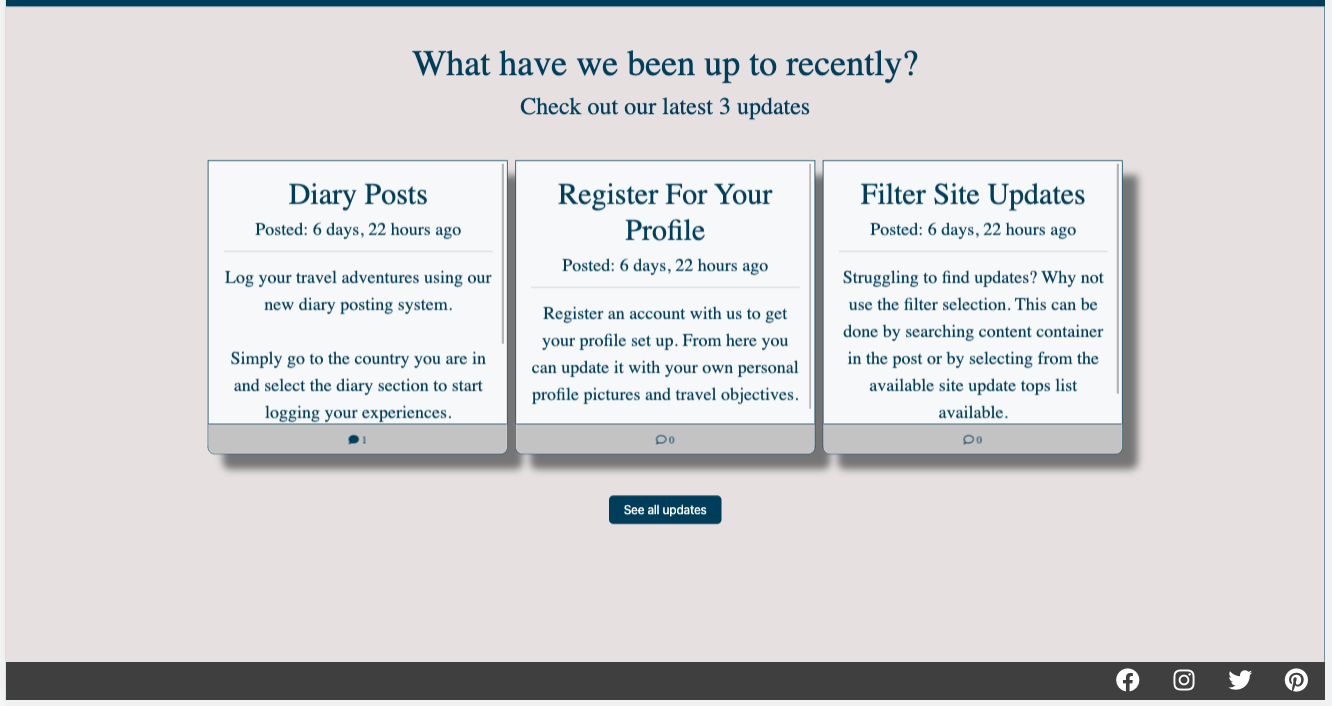 What have we been up to recently?
Check out our latest 3 updates
Diary Posts
Posted: 6 days, 22 hours ago
Log your travel adventures using our
new diary posting system.
Simply go to the country you are in
and select the diary section to start
logging your experiences.
1
Register For Your
Profile
Posted: 6 days, 22 hours ago
Register an account with us to get
your profile set up. From here you
can update it with your own personal
profile pictures and travel objectives.
0
Filter Site Updates
Posted: 6 days, 22 hours ago
Struggling to find updates? Why not
use the filter selection. This can be
done by searching content container
in the post or by selecting from the
available site update tops list
available.
0
See all updates